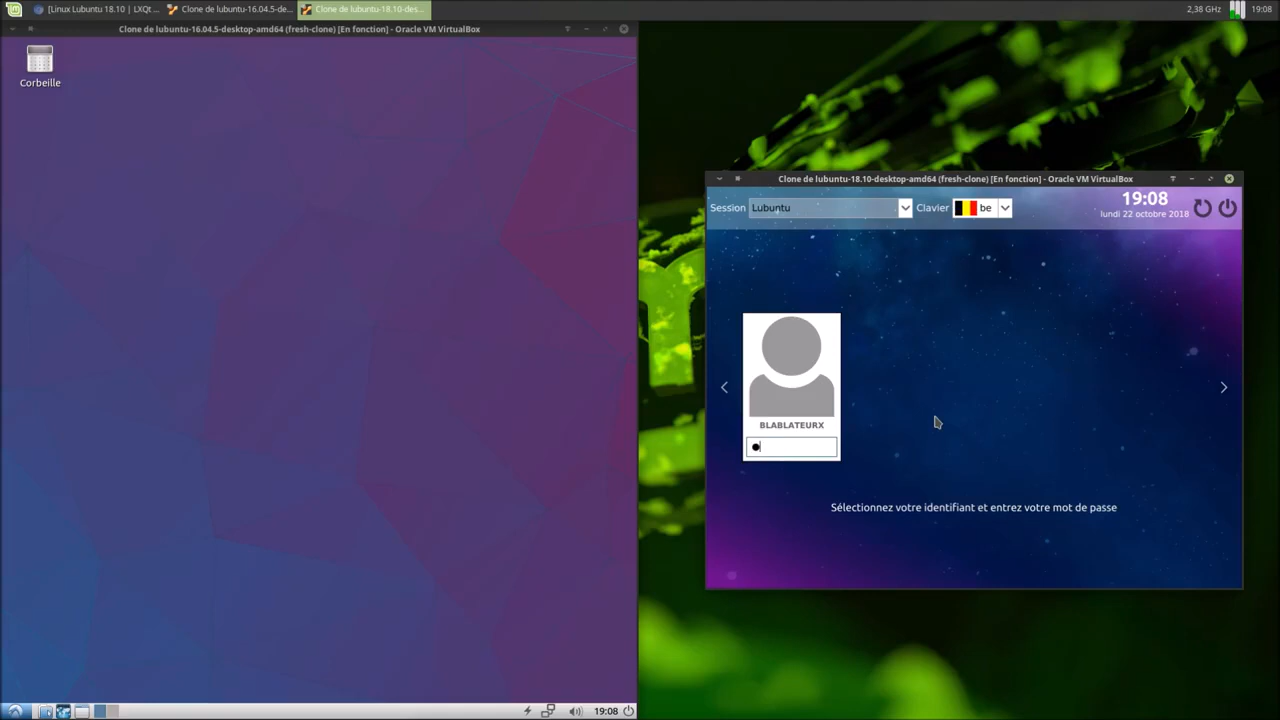 [Linux Lubuntu 18.10 | LXQt ...
Clone de lubuntu-16.04.5-de...
Clone de lubuntu-18.10-des...
2,38 GHz
19:08
Clone de lubuntu-16.04.5-desktop-amd64 (fresh-clone) [En fonction] - Oracle VM VirtualBox
Corbeille
Clone de lubuntu-18.10-desktop-amd64 (fresh-clone) [En fonction] - Oracle VM VirtualBox
Session
Lubuntu
Clavier
be
19:08
lundi 22 octobre 2018
BLABLATEURX
Sélectionnez votre identifiant et entrez votre mot de passe
19:08